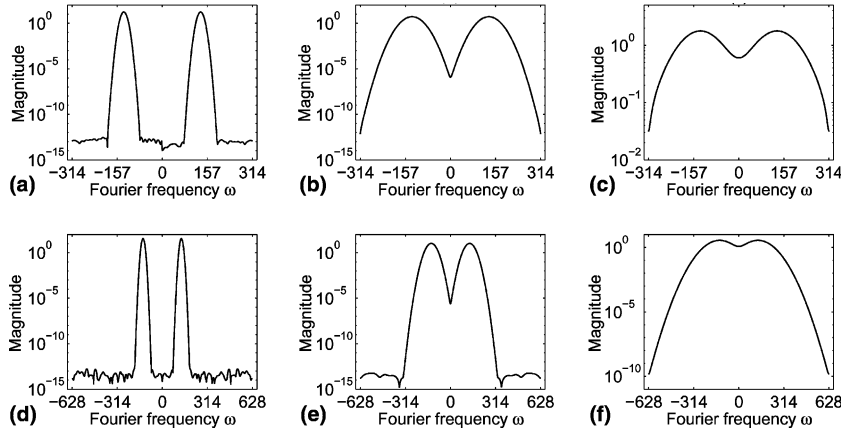 10^0
10^−5
10^−10
10^−15
Magnitude
−314 −157 0 157 314
(a) Fourier frequency ω
10^0
10^−5
10^−10
10^−15
Magnitude
−314 −157 0 157 314
(b) Fourier frequency ω
10^0
10^−1
10^−2
Magnitude
−314 −157 0 157 314
(c) Fourier frequency ω
10^0
10^−5
10^−10
10^−15
Magnitude
−628 −314 0 314 628
(d) Fourier frequency ω
10^0
10^−5
10^−10
10^−15
Magnitude
−628 −314 0 314 628
(e) Fourier frequency ω
10^0
10^−5
10^−10
Magnitude
−628 −314 0 314 628
(f) Fourier frequency ω